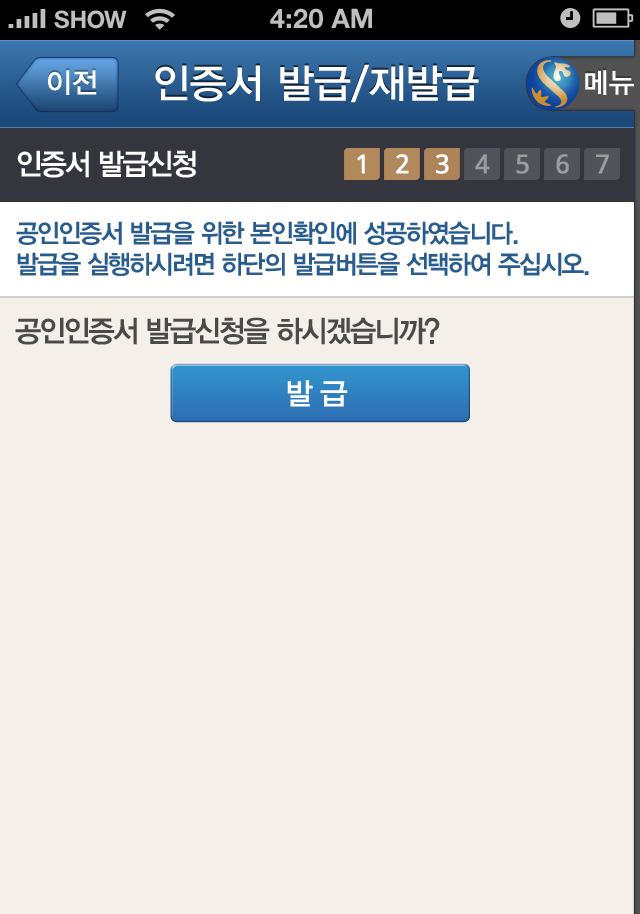 SHOW 4:20 AM
이전 인증서 발급/재발급 메뉴
인증서 발급신청 1 2 3 4 5 6 7
공인인증서 발급을 위한 본인확인에 성공하였습니다.
발급을 실행하시려면 하단의 발급버튼을 선택하여 주십시오.
공인인증서 발급신청을 하시겠습니까?
발 급